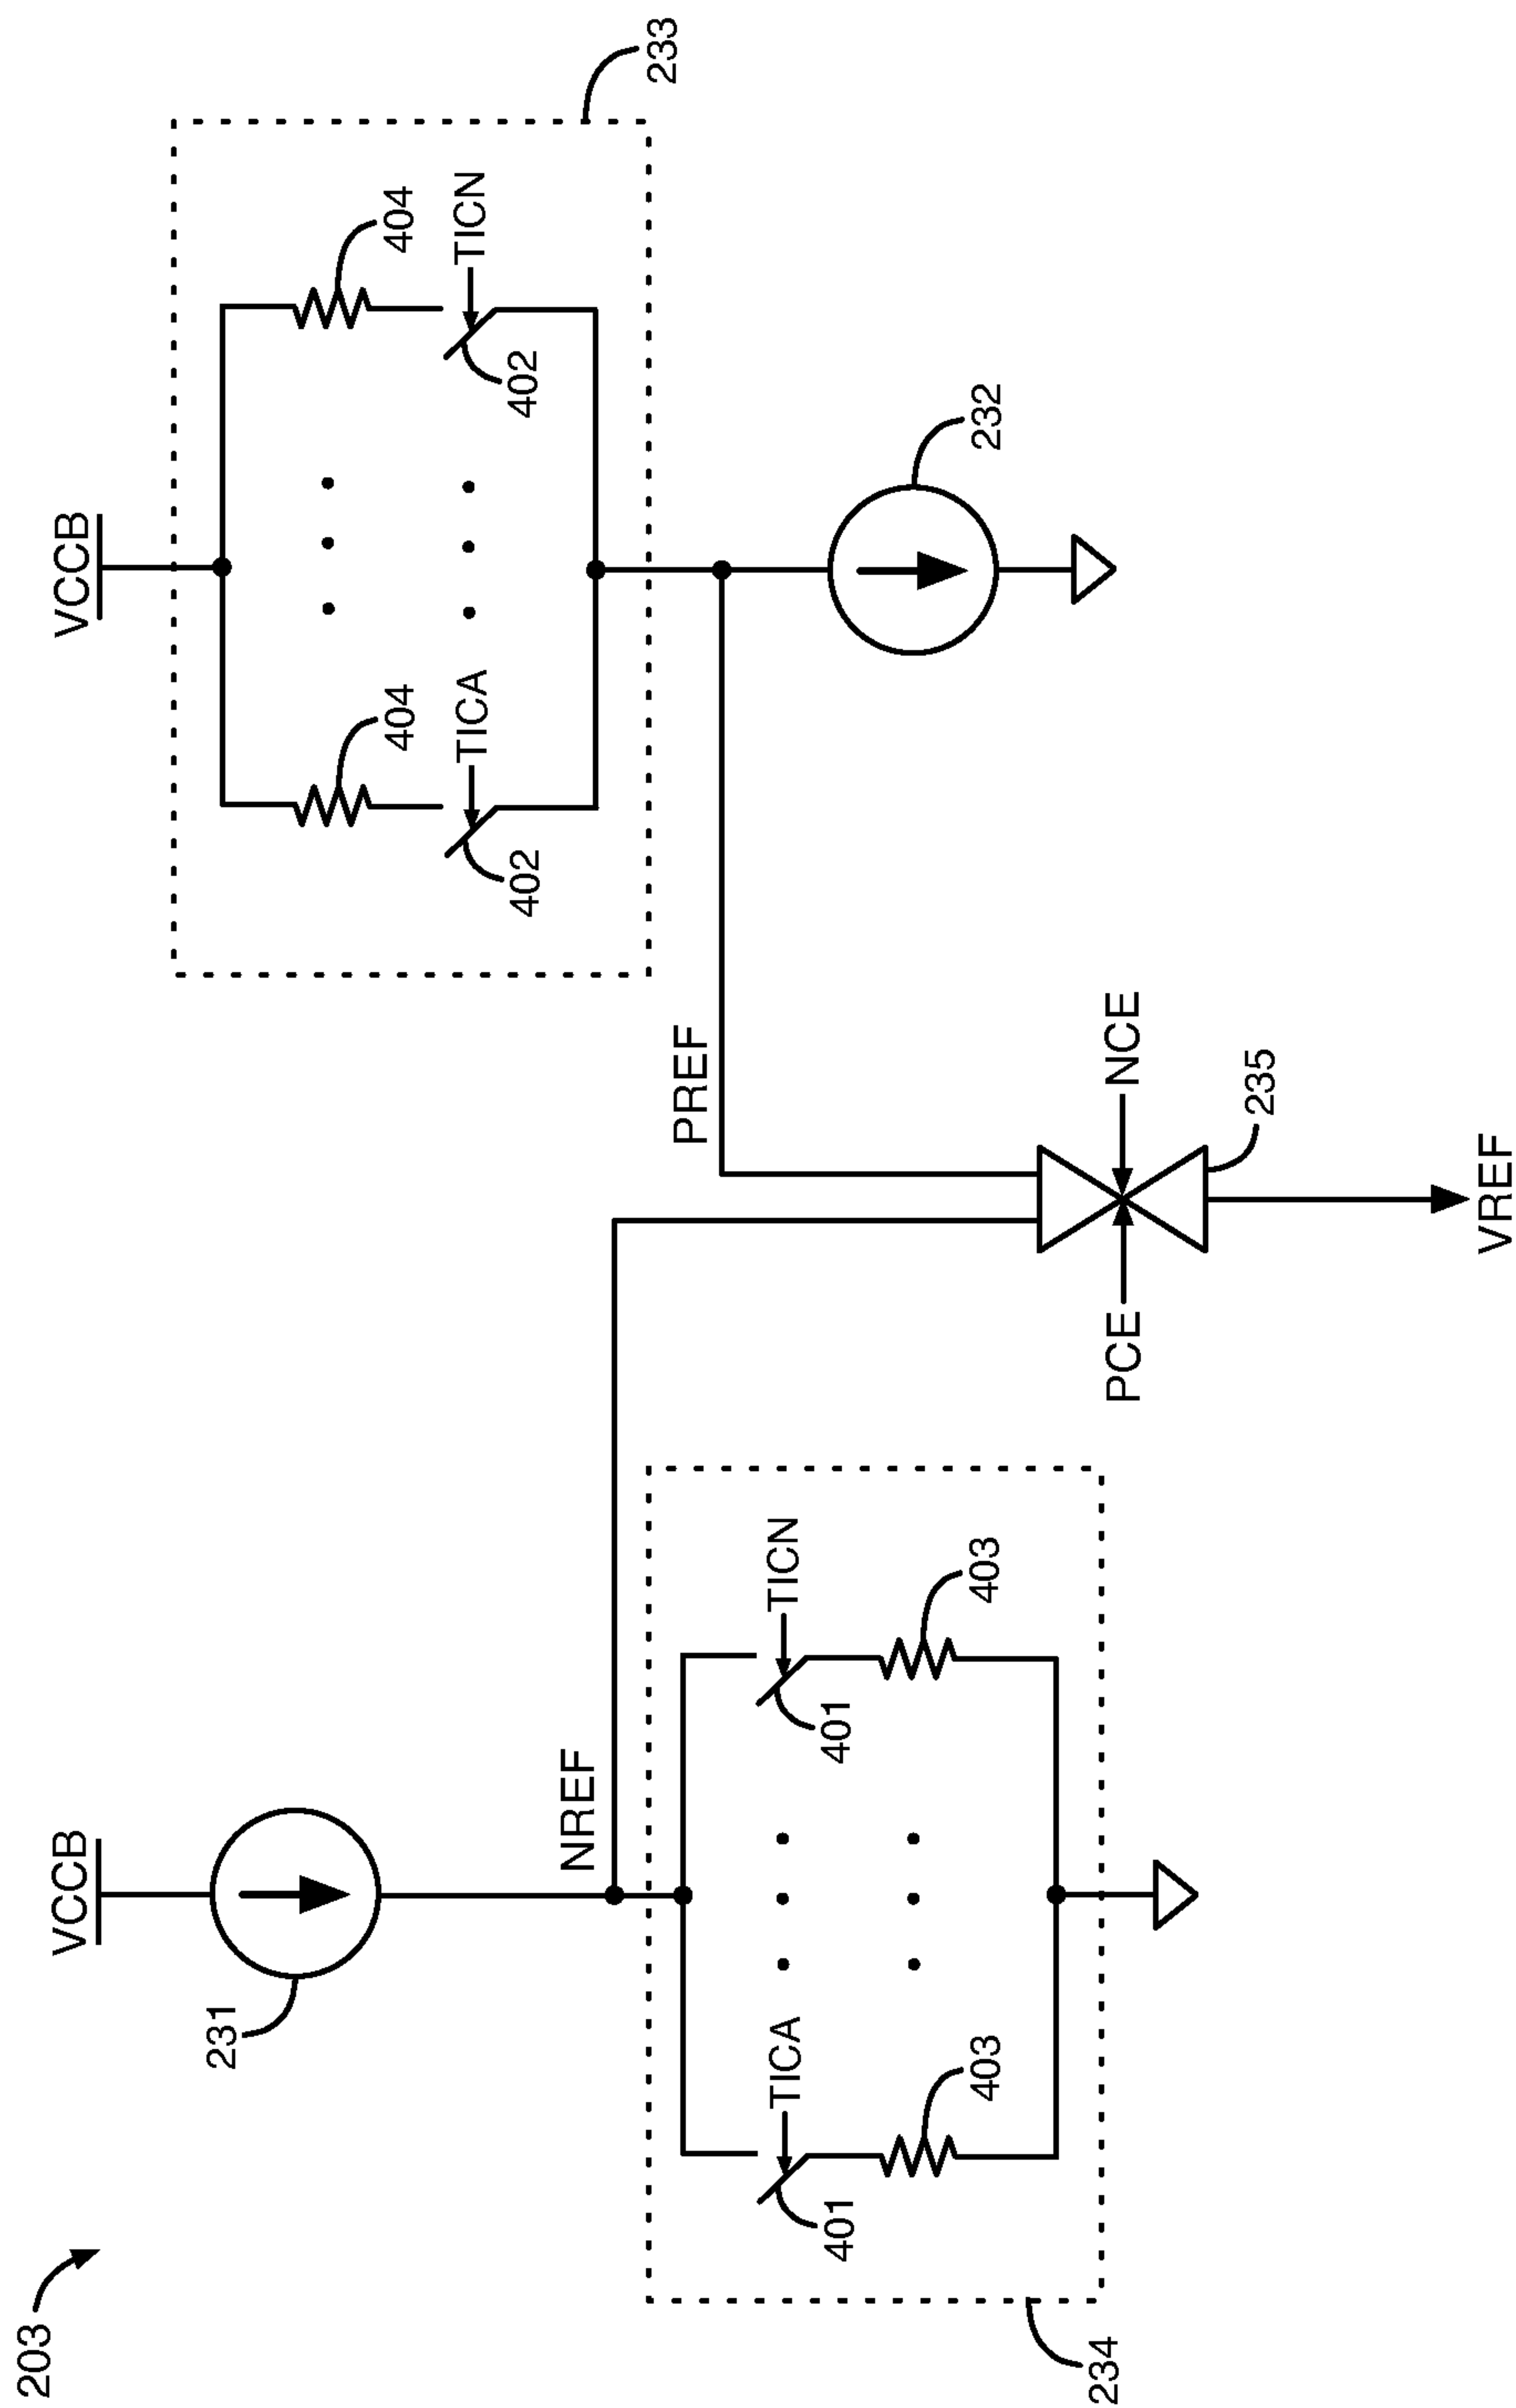 203
VCCB
VCCB
231
404
404
TICA
TICN
402
402
NREF
233
PREF
TICA
TICN
401
401
403
403
232
234
PCE
NCE
235
VREF